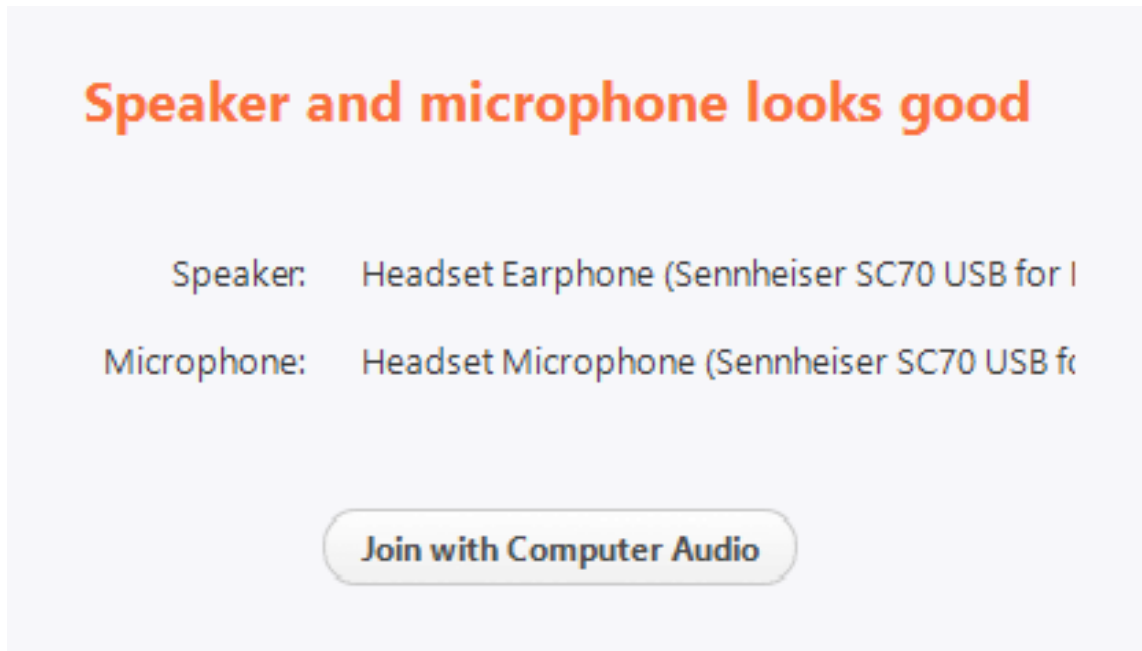 Speaker and microphone looks good
Speaker: Headset Earphone (Sennheiser SC70 USB for
Microphone: Headset Microphone (Sennheiser SC70 USB
Join with Computer Audio